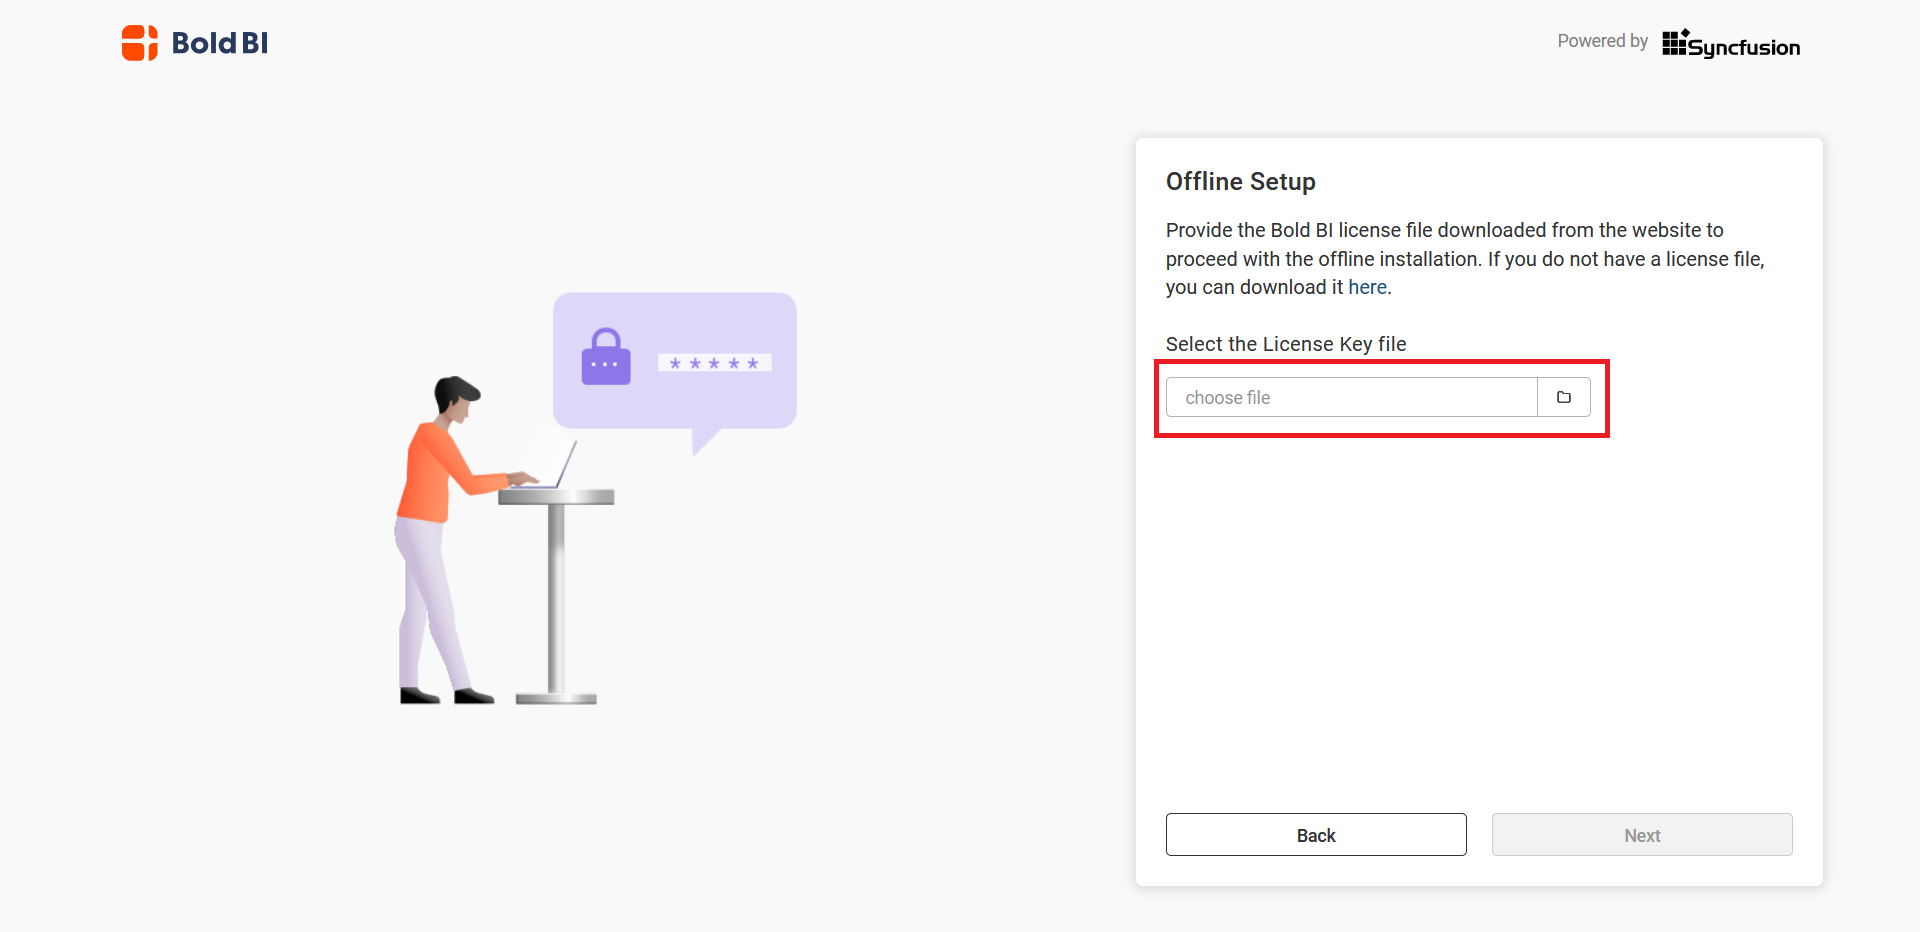 Bold BI
Powered by Syncfusion
Offline Setup
Provide the Bold BI license file downloaded from the website to
proceed with the offline installation. If you do not have a license file,
you can download it here.
Select the License Key file
choose file
* * * * *
Back
Next